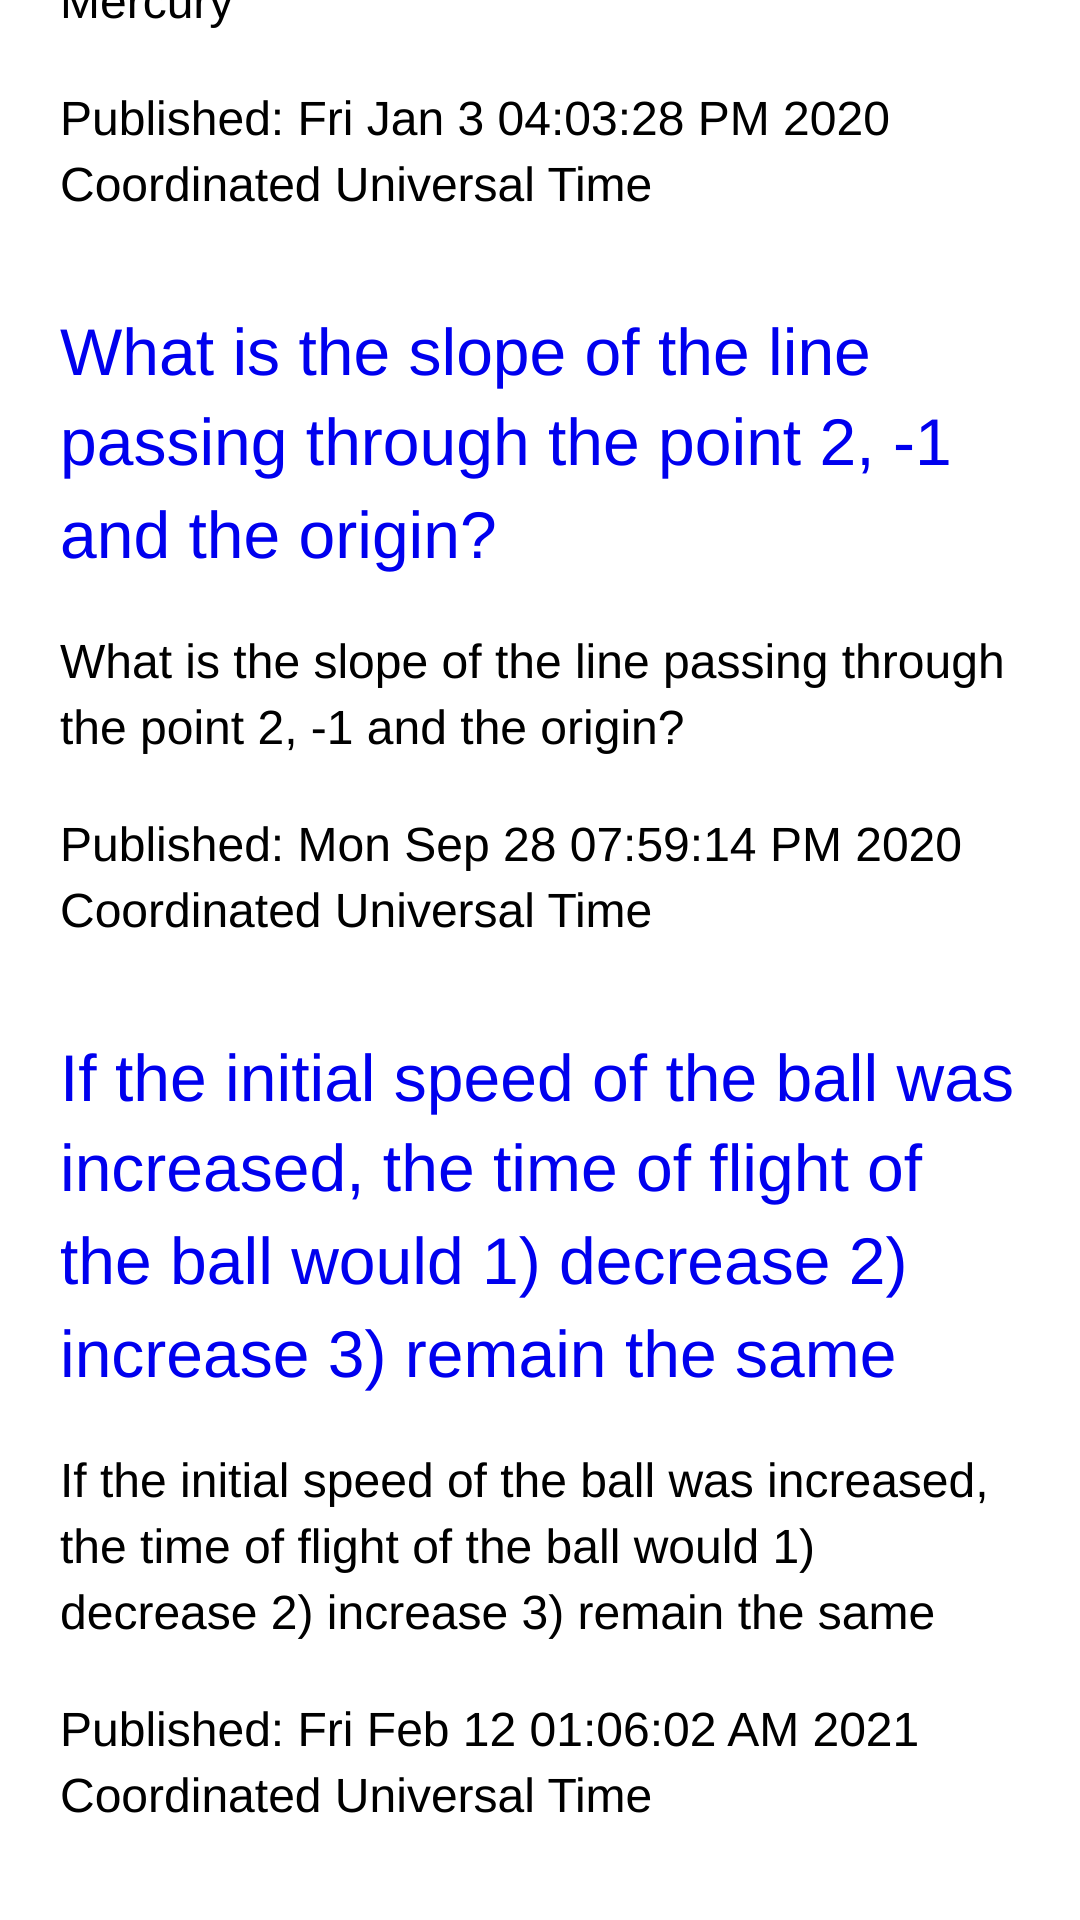 Mercury
Published: Fri Jan 3 04:03:28 PM 2020
Coordinated Universal Time
What is the slope of the line
passing through the point 2, -1
and the origin?
What is the slope of the line passing through
the point 2, -1 and the origin?
Published: Mon Sep 28 07:59:14 PM 2020
Coordinated Universal Time
If the initial speed of the ball was
increased, the time of flight of
the ball would 1) decrease 2)
increase 3) remain the same
If the initial speed of the ball was increased,
the time of flight of the ball would 1)
decrease 2) increase 3) remain the same
Published: Fri Feb 12 01:06:02 AM 2021
Coordinated Universal Time